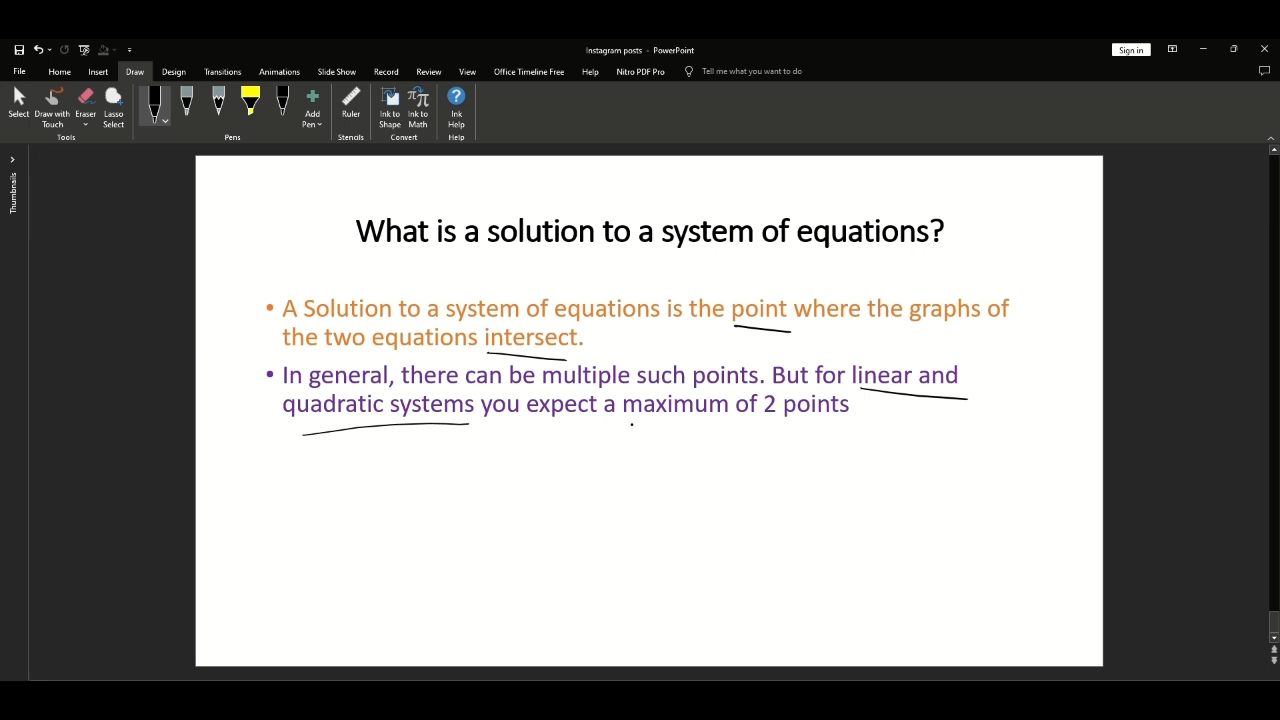 Instagram posts - PowerPoint
Sign in
File Home Insert Draw Design Transitions Animations Slide Show Record Review View Office Timeline Free Help Nitro PDF Pro Tell me what you want to do
Select Draw with Touch Eraser Lasso Select Add Pen Ruler Ink to Shape Ink to Math Ink Help
Tools Pens Stencils Convert Help
Thumbnails
What is a solution to a system of equations?
• A Solution to a system of equations is the point where the graphs of
the two equations intersect.
• In general, there can be multiple such points. But for linear and
quadratic systems you expect a maximum of 2 points